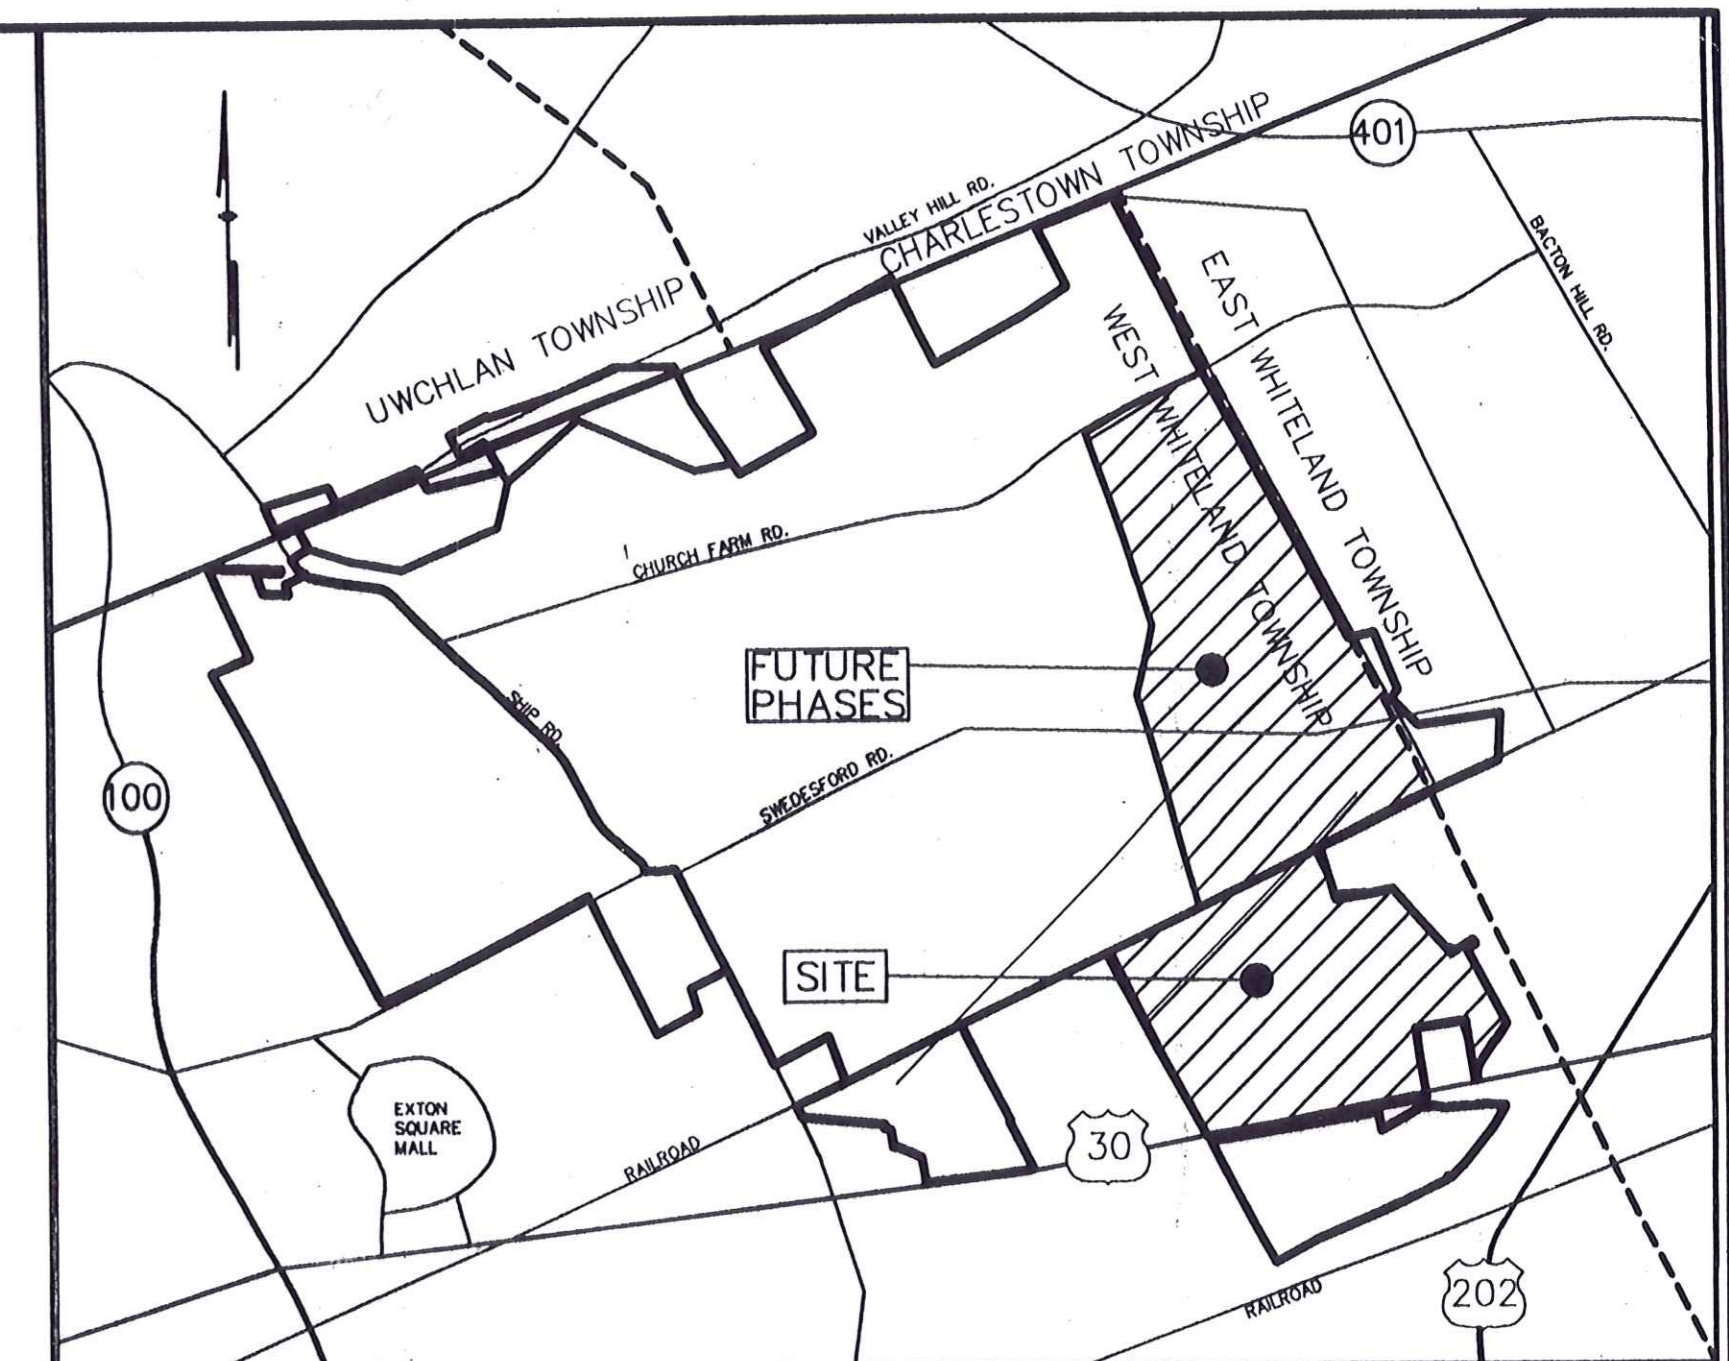 401
VALLEY HILL RD.
CHARLESTOWN TOWNSHIP
BACTON HILL RD.
UWCHLAN TOWNSHIP
EAST WHITELAND TOWNSHIP
WEST WHITELAND TOWNSHIP
CHURCH FARM RD.
FUTURE
PHASES
SHIP RD.
SWEDESFORD RD.
100
SITE
EXTON
SQUARE
MALL
RAILROAD
30
RAILROAD
202